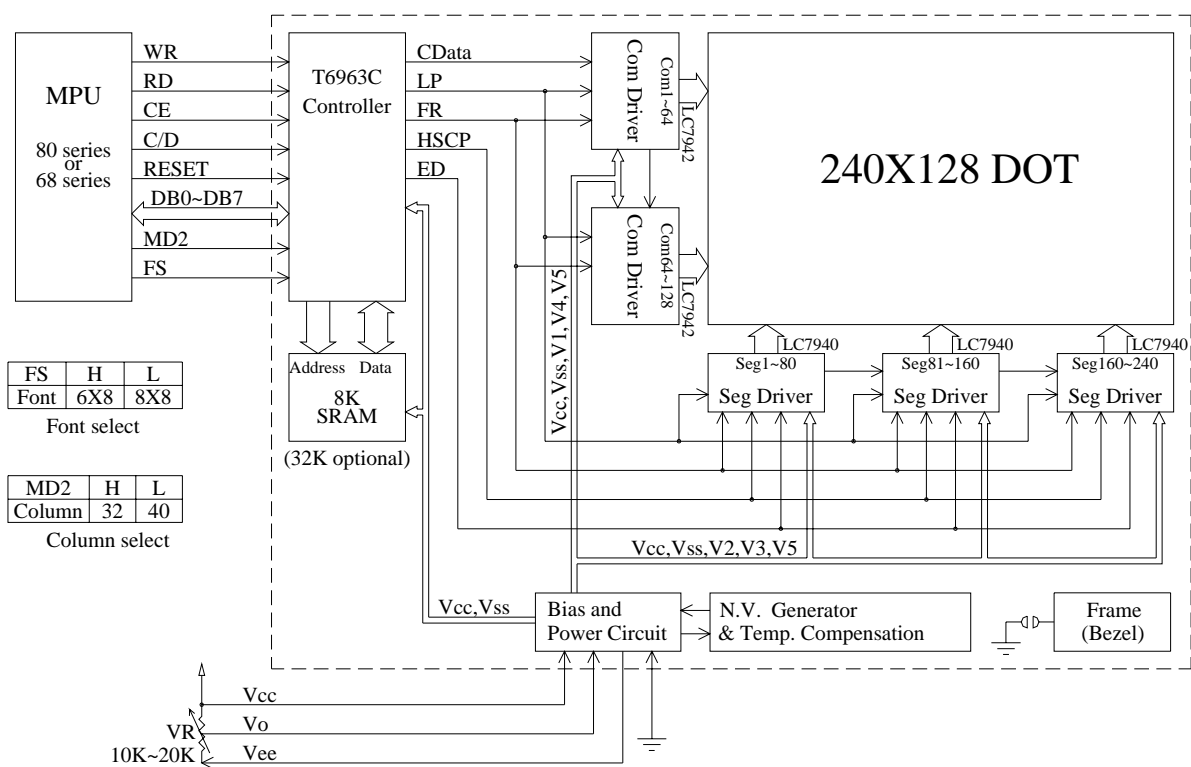 MPU
80 series
or
68 series
WR
RD
CE
C/D
RESET
DB0~DB7
MD2
FS
T6963C
Controller
CData
LP
FR
HSCP
ED
Com Driver
Com1~64
LC7942
Com Driver
Com64~128
LC7942
240X128 DOT
Address Data
8K
SRAM
(32K optional)
Vcc,Vss,V1,V4,V5
LC7940
Seg1~80
Seg Driver
LC7940
Seg81~160
Seg Driver
LC7940
Seg160~240
Seg Driver
FS H L
Font 6X8 8X8
Font select
MD2 H L
Column 32 40
Column select
Vcc,Vss,V2,V3,V5
Vcc,Vss
Bias and
Power Circuit
N.V. Generator
& Temp. Compensation
Frame
(Bezel)
Vcc
VR
Vo
10K~20K
Vee